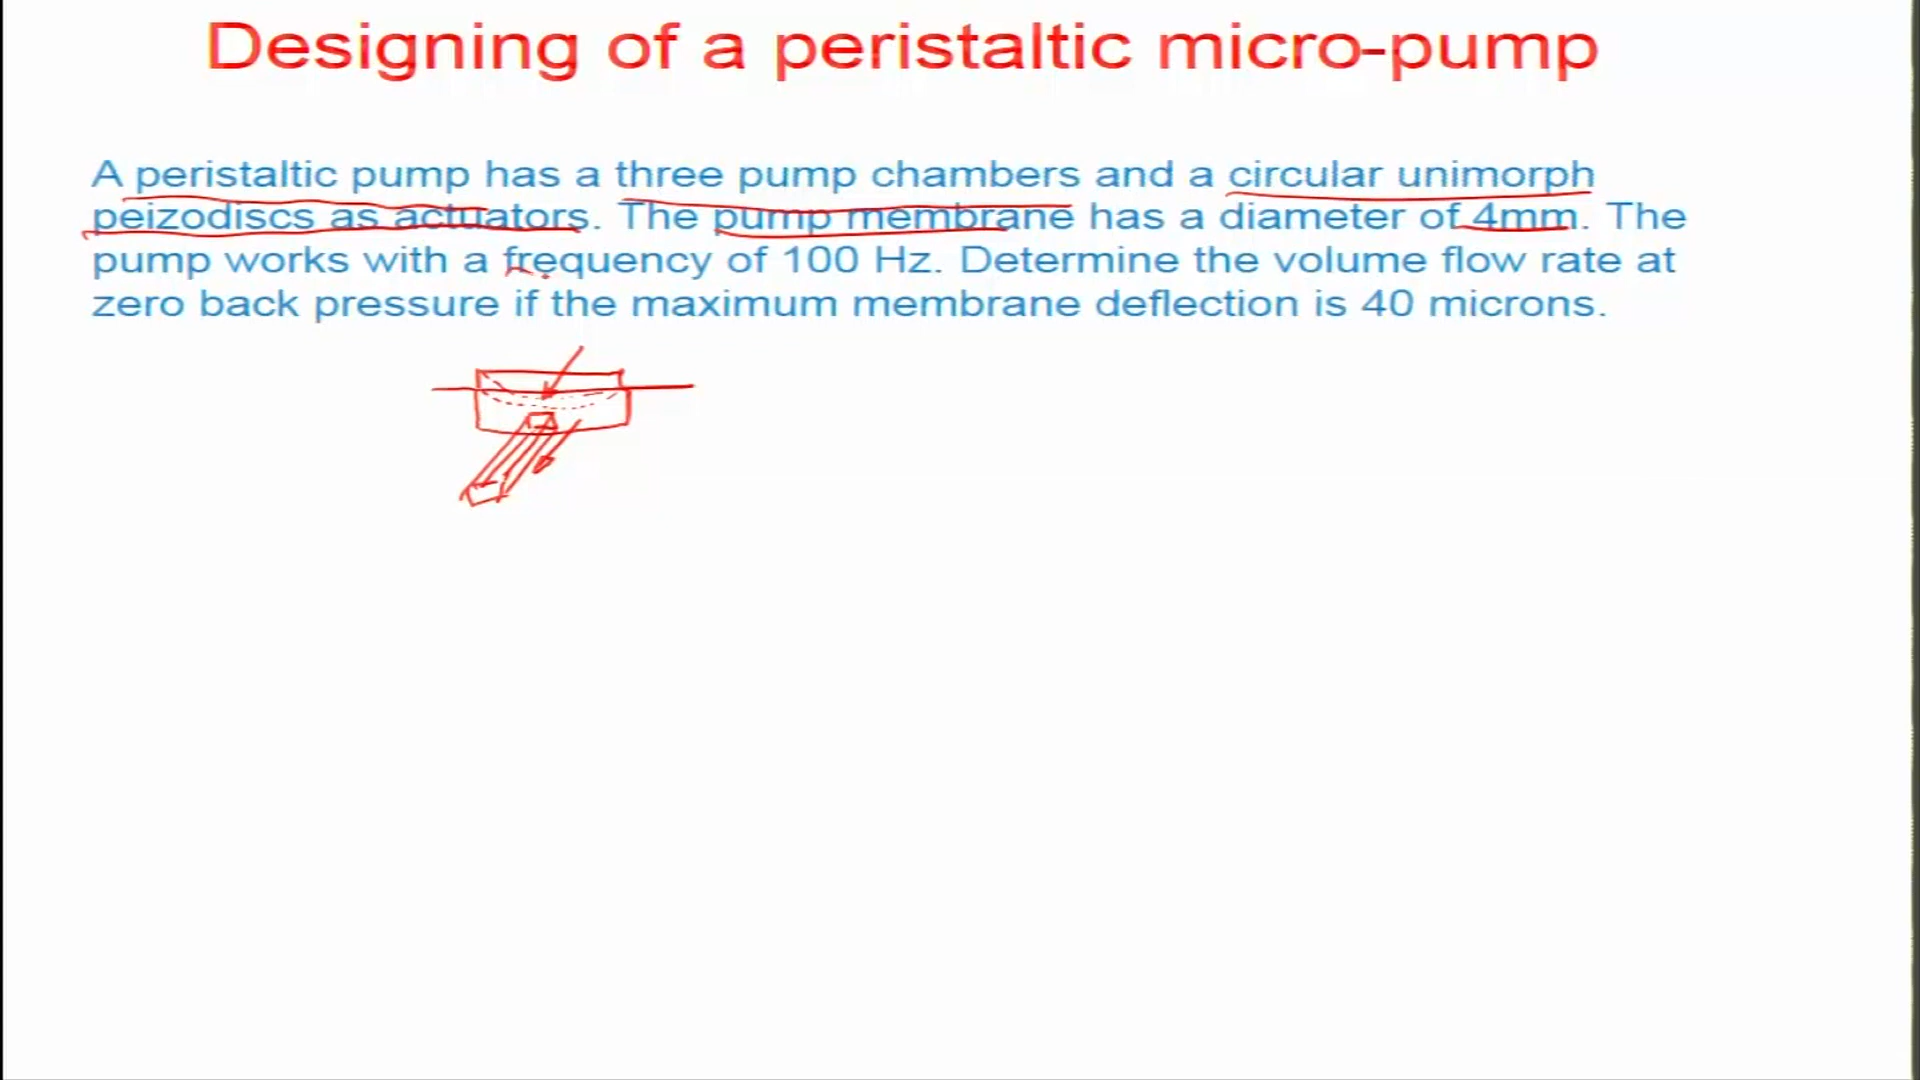 Designing of a peristaltic micro-pump
A peristaltic pump has a three pump chambers and a circular unimorph
peizodiscs as actuators. The pump membrane has a diameter of 4mm. The
pump works with a frequency of 100 Hz. Determine the volume flow rate at
zero back pressure if the maximum membrane deflection is 40 microns.